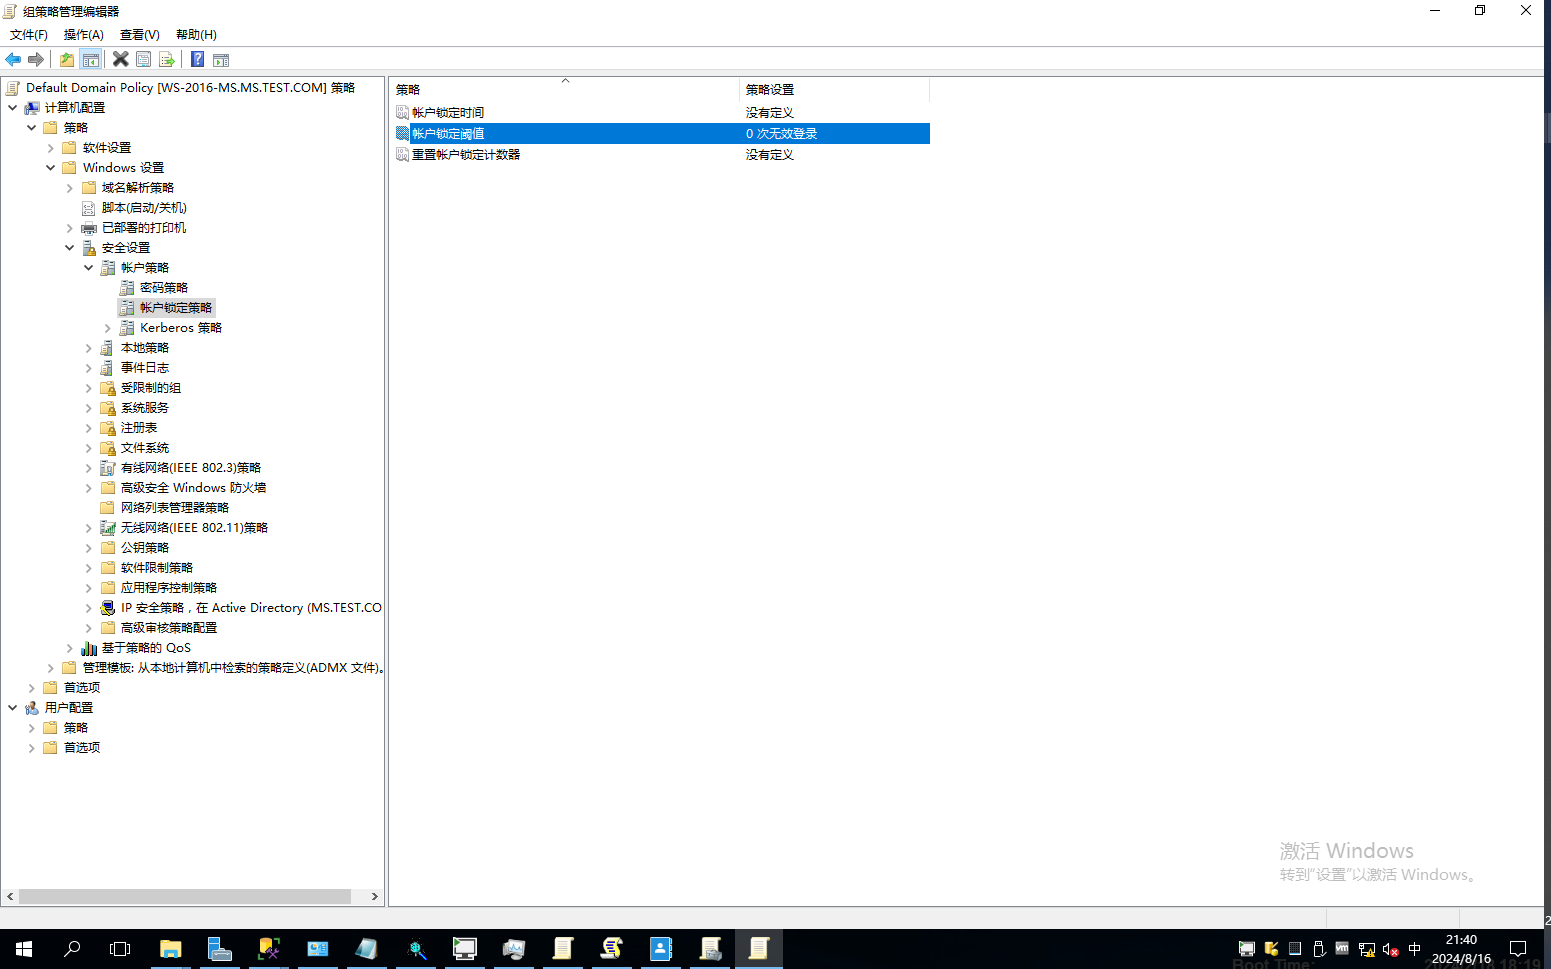 组策略管理编辑器
文件(F) 操作(A) 查看(V) 帮助(H)
Default Domain Policy [WS-2016-MS.MS.TEST.COM] 策略
计算机配置
策略
软件设置
Windows 设置
域名解析策略
脚本(启动/关机)
已部署的打印机
安全设置
帐户策略
密码策略
帐户锁定策略
Kerberos 策略
本地策略
事件日志
受限制的组
系统服务
注册表
文件系统
有线网络(IEEE 802.3)策略
高级安全 Windows 防火墙
网络列表管理器策略
无线网络(IEEE 802.11)策略
公钥策略
软件限制策略
应用程序控制策略
IP 安全策略，在 Active Directory (MS.TEST.CO
高级审核策略配置
基于策略的 QoS
管理模板: 从本地计算机中检索的策略定义(ADMX 文件)。
首选项
用户配置
策略
首选项
策略 策略设置
帐户锁定时间 没有定义
帐户锁定阈值 0 次无效登录
重置帐户锁定计数器 没有定义
激活 Windows
转到"设置"以激活 Windows。
中
21:40
2024/8/16
Boot Time: